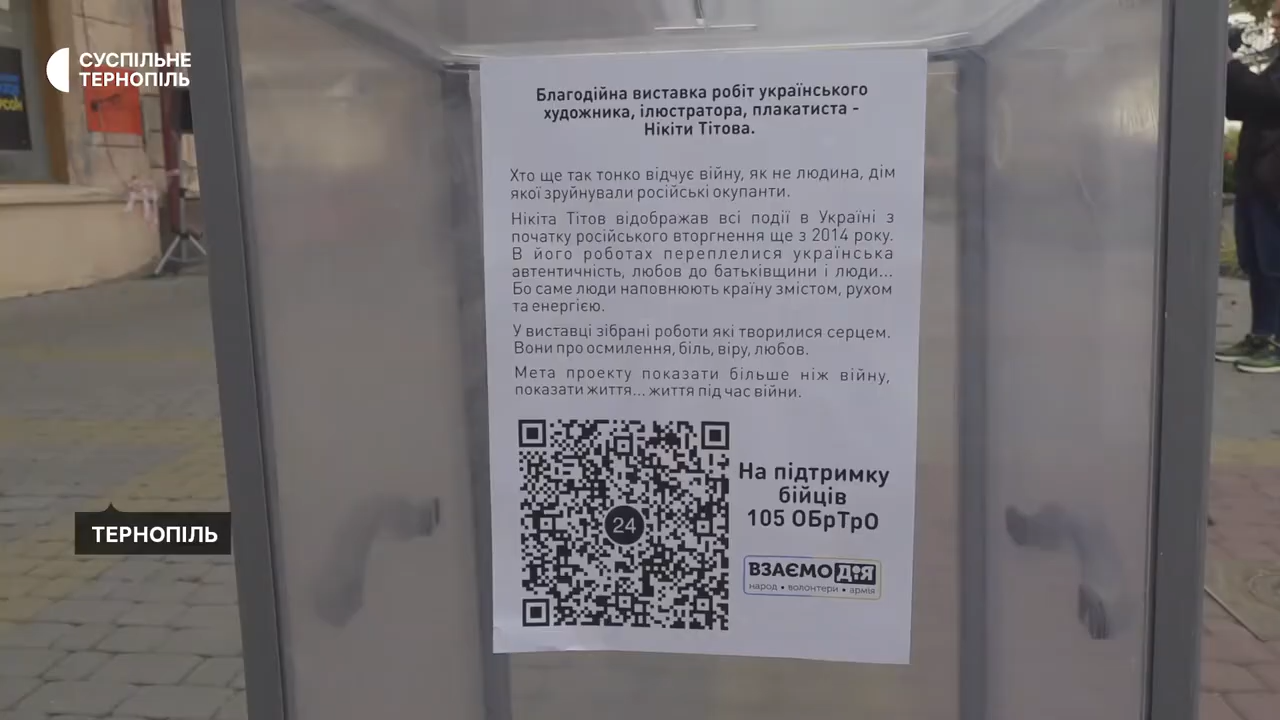 СУСПІЛЬНЕ
ТЕРНОПІЛЬ
Благодійна виставка робіт українського
художника, ілюстратора, плакатиста -
Нікіти Тітова.
Хто ще так тонко відчує війну, як не людина, дім
якої зруйнували російські окупанти.
Нікіта Тітов відображав всі події в Україні з
початку російського вторгнення ще з 2014 року.
В його роботах переплелися українська
автентичність, любов до батьківщини і люди...
Бо саме люди наповнюють країну змістом, рухом
та енергією.
У виставці зібрані роботи які творилися серцем.
Вони про осмилення, біль, віру, любов.
Мета проекту показати більше ніж війну,
показати життя... життя під час війни.
24
На підтримку
бійців
105 ОБрТрО
ВЗАЄМОДІЯ
народ • волонтери • армія
ТЕРНОПІЛЬ